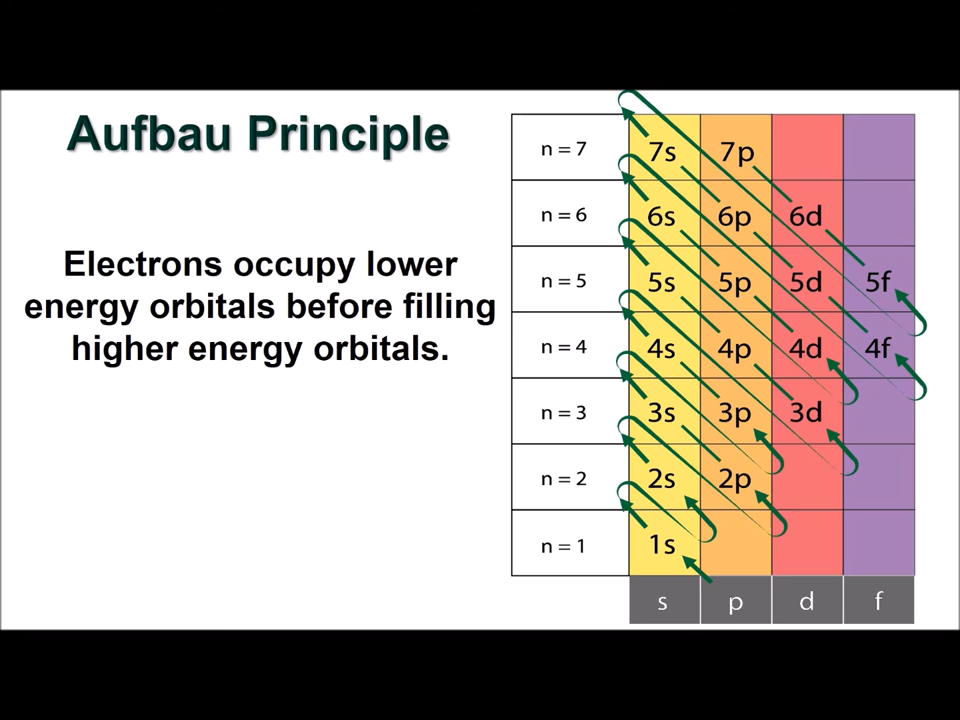 Aufbau Principle
Electrons occupy lower
energy orbitals before filling
higher energy orbitals.
n = 7 7s 7p
n = 6 6s 6p 6d
n = 5 5s 5p 5d 5f
n = 4 4s 4p 4d 4f
n = 3 3s 3p 3d
n = 2 2s 2p
n = 1 1s
s p d f